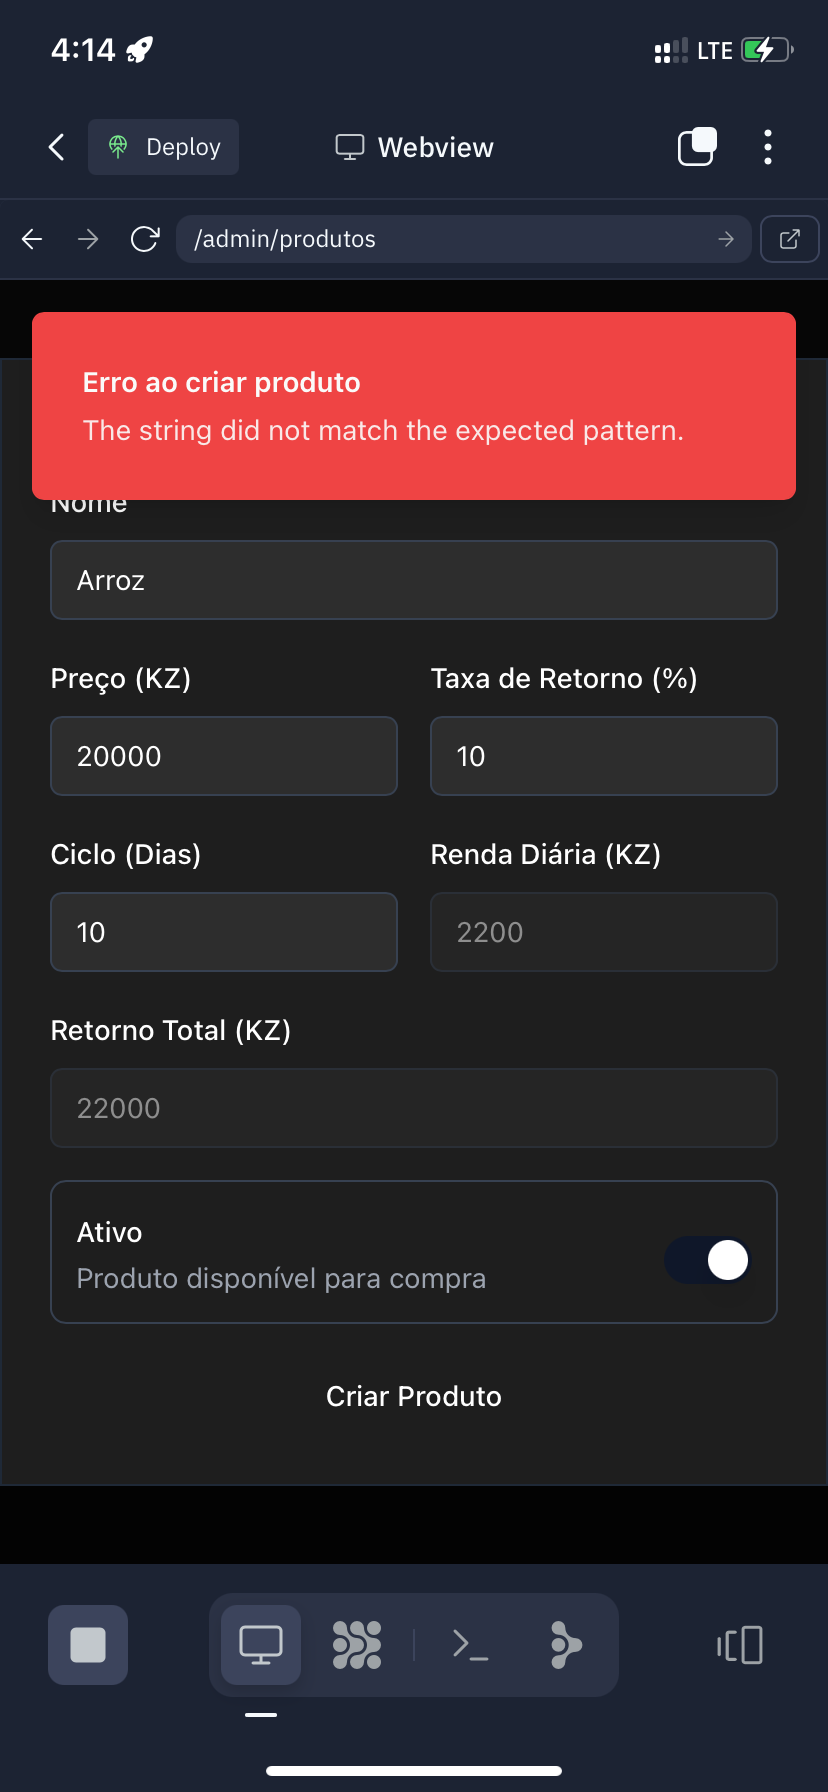 4:14
LTE
Deploy
Webview
/admin/produtos
Erro ao criar produto
The string did not match the expected pattern.
Nome
Arroz
Preço (KZ)
Taxa de Retorno (%)
20000
10
Ciclo (Dias)
Renda Diária (KZ)
10
2200
Retorno Total (KZ)
22000
Ativo
Produto disponível para compra
Criar Produto